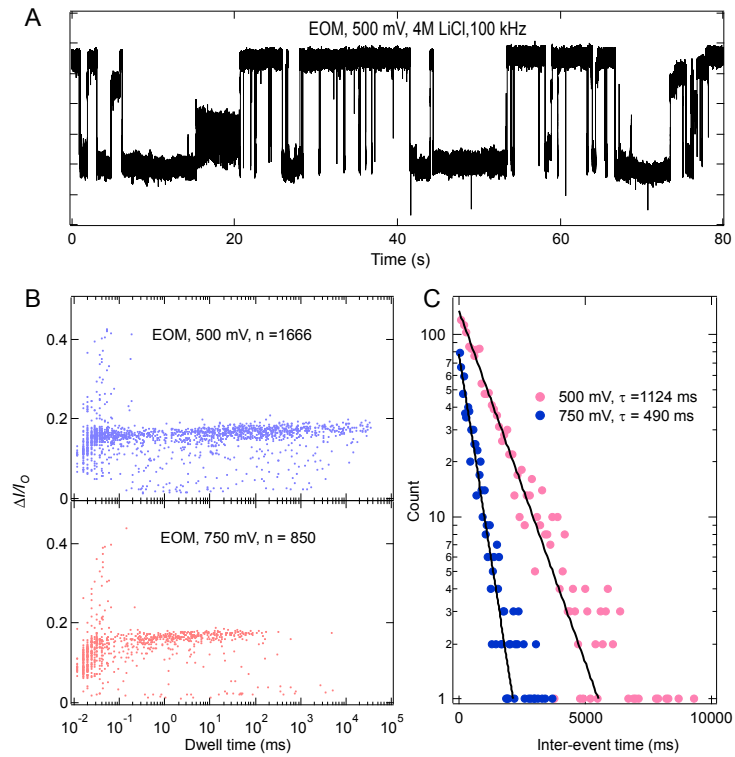 A
EOM, 500 mV, 4M LiCl,100 kHz
0
20
40
60
80
Time (s)
B
EOM, 500 mV, n =1666
0.4
0.2
0
ΔI/IO
EOM, 750 mV, n = 850
0.4
0.2
0
10-2
10-1
100
101
102
103
104
105
Dwell time (ms)
C
500 mV, τ =1124 ms
750 mV, τ = 490 ms
100
6
5
4
3
2
10
6
5
4
3
2
1
Count
0
5000
10000
Inter-event time (ms)